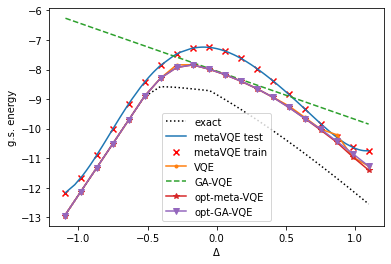 −6
−7
−8
−9
−10
−11
−12
−13
g.s. energy
exact
metaVQE test
metaVQE train
VQE
GA-VQE
opt-meta-VQE
opt-GA-VQE
−1.0 −0.5 0.0 0.5 1.0
Δ